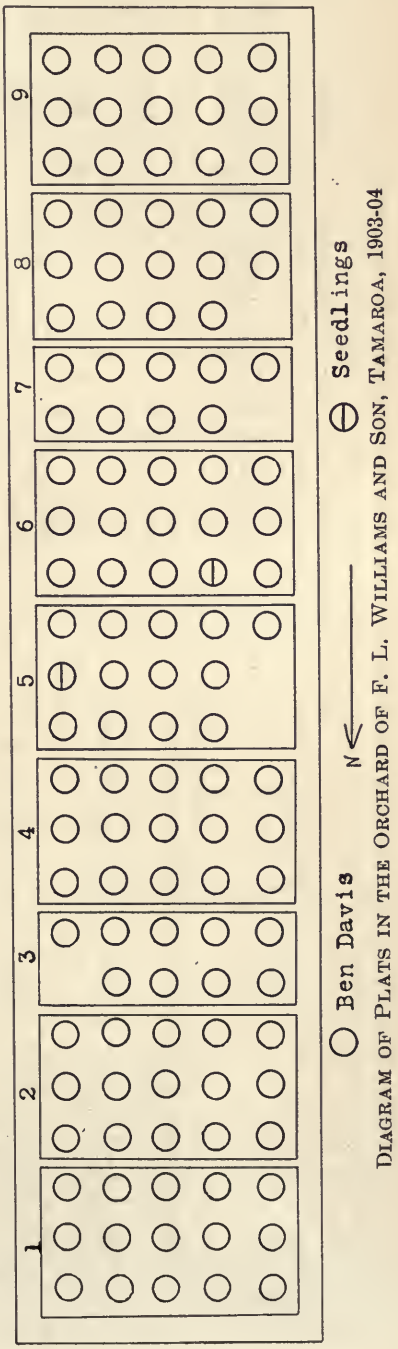 1 2 3 4 5 6 7 8 9
Ben Davis N Seedlings
DIAGRAM OF PLATS IN THE ORCHARD OF F. L. WILLIAMS AND SON, TAMAROA, 1903-04